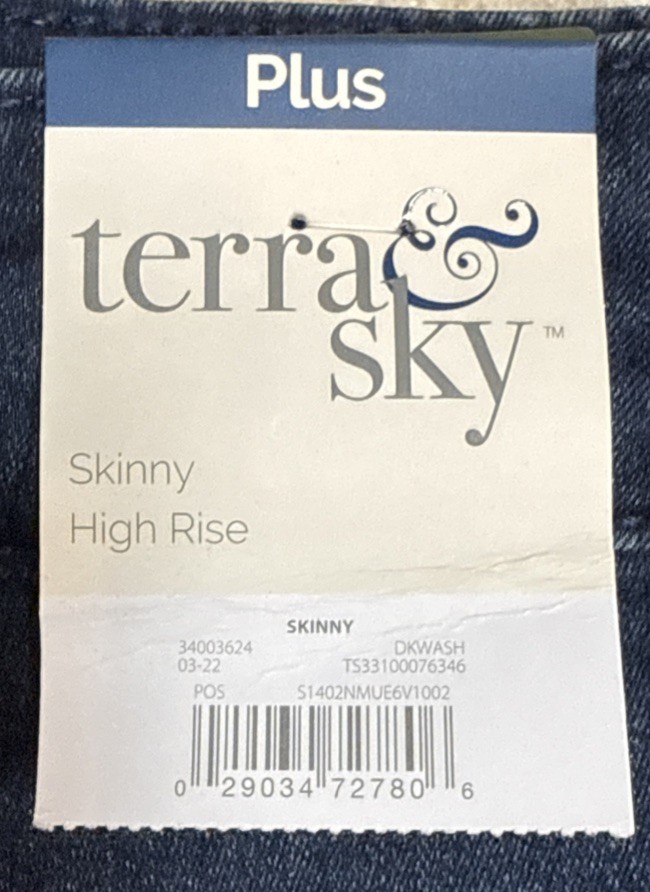 Plus
terra &
sky™
Skinny
High Rise
SKINNY
34003624 DKWASH
03-22 TS33100076346
POS S1402NMUE6V1002
0 29034 72780 6